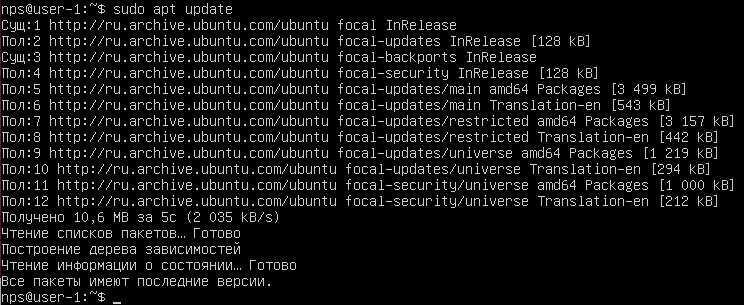 nps@user-1:~$ sudo apt update
Сущ:1 http://ru.archive.ubuntu.com/ubuntu focal InRelease
Пол:2 http://ru.archive.ubuntu.com/ubuntu focal-updates InRelease [128 kB]
Сущ:3 http://ru.archive.ubuntu.com/ubuntu focal-backports InRelease
Пол:4 http://ru.archive.ubuntu.com/ubuntu focal-security InRelease [128 kB]
Пол:5 http://ru.archive.ubuntu.com/ubuntu focal-updates/main amd64 Packages [3 499 kB]
Пол:6 http://ru.archive.ubuntu.com/ubuntu focal-updates/main Translation-en [543 kB]
Пол:7 http://ru.archive.ubuntu.com/ubuntu focal-updates/restricted amd64 Packages [3 157 kB]
Пол:8 http://ru.archive.ubuntu.com/ubuntu focal-updates/restricted Translation-en [442 kB]
Пол:9 http://ru.archive.ubuntu.com/ubuntu focal-updates/universe amd64 Packages [1 219 kB]
Пол:10 http://ru.archive.ubuntu.com/ubuntu focal-updates/universe Translation-en [294 kB]
Пол:11 http://ru.archive.ubuntu.com/ubuntu focal-security/universe amd64 Packages [1 000 kB]
Пол:12 http://ru.archive.ubuntu.com/ubuntu focal-security/universe Translation-en [212 kB]
Получено 10,6 MB за 5с (2 035 kB/s)
Чтение списков пакетов… Готово
Построение дерева зависимостей
Чтение информации о состоянии… Готово
Все пакеты имеют последние версии.
nps@user-1:~$ _